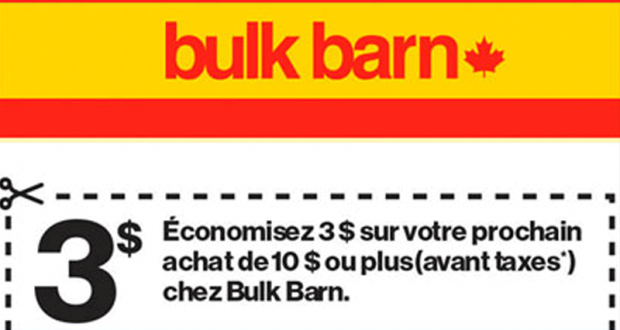 bulk barn
3$
Économisez 3 $ sur votre prochain
achat de 10 $ ou plus (avant taxes*)
chez Bulk Barn.